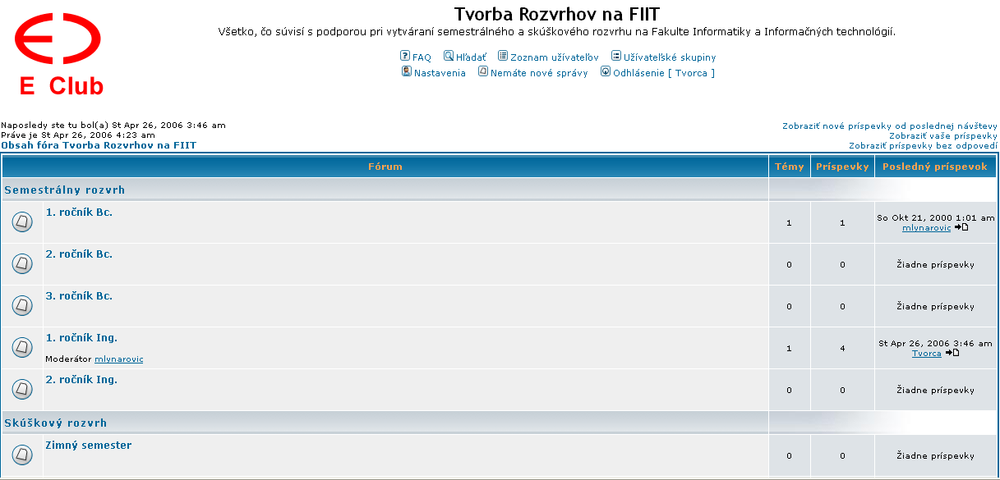 Tvorba Rozvrhov na FIIT
Všetko, čo súvisí s podporou pri vytváraní semestrálného a skúškového rozvrhu na Fakulte Informatiky a Informačných technológií.
E Club
FAQ Hľadať Zoznam užívateľov Užívateľské skupiny
Nastavenia Nemáte nové správy Odhlásenie [ Tvorca ]
Naposledy ste tu bol(a) St Apr 26, 2006 3:46 am
Práve je St Apr 26, 2006 4:23 am
Obsah fóra Tvorba Rozvrhov na FIIT
Zobraziť nové príspevky od poslednej návštevy
Zobraziť vaše príspevky
Zobraziť príspevky bez odpovedí
Fórum Témy Príspevky Posledný príspevok
Semestrálny rozvrh
1. ročník Bc. 1 1 So Okt 21, 2000 1:01 am
mlynarovic
2. ročník Bc. 0 0 Žiadne príspevky
3. ročník Bc. 0 0 Žiadne príspevky
1. ročník Ing. 1 4 St Apr 26, 2006 3:46 am
Moderátor mlynarovic Tvorca
2. ročník Ing. 0 0 Žiadne príspevky
Skúškový rozvrh
Zimný semester 0 0 Žiadne príspevky